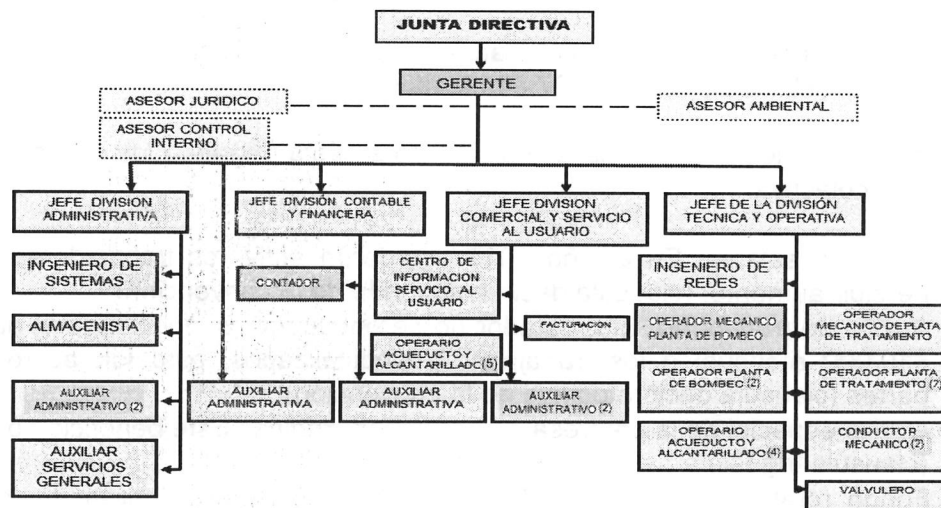 JUNTA DIRECTIVA
GERENTE
ASESOR JURIDICO
ASESOR AMBIENTAL
ASESOR CONTROL
INTERNO
JEFE DIVISION
ADMINISTRATIVA
JEFE DIVISIÓN CONTABLE
Y FINANCIERA
JEFE DIVISION
COMERCIAL Y SERVICIO
AL USUARIO
JEFE DE LA DIVISIÓN
TECNICA Y OPERATIVA
INGENIERO DE
SISTEMAS
ALMACENISTA
AUXILIAR
ADMINISTRATIVO (2)
AUXILIAR
SERVICIOS
GENERALES
AUXILIAR
ADMINISTRATIVA
CONTADOR
AUXILIAR
ADMINISTRATIVA
CENTRO DE
INFORMACION
SERVICIO AL
USUARIO
FACTURACION
OPERARIO
ACUEDUCTO Y
ALCANTARILLADO (5)
AUXILIAR
ADMINISTRATIVO (2)
INGENIERO DE
REDES
OPERADOR MECANICO
PLANTA DE BOMBEO
OPERADOR
MECANICO DE PLATA DE
TRATAMIENTO
OPERADOR PLANTA
DE BOMBEO (2)
OPERADOR PLANTA
DE TRATAMIENTO (2)
OPERARIO
ACUEDUCTO Y
ALCANTARILLADO (4)
CONDUCTOR
MECANICO (2)
VALVULERO